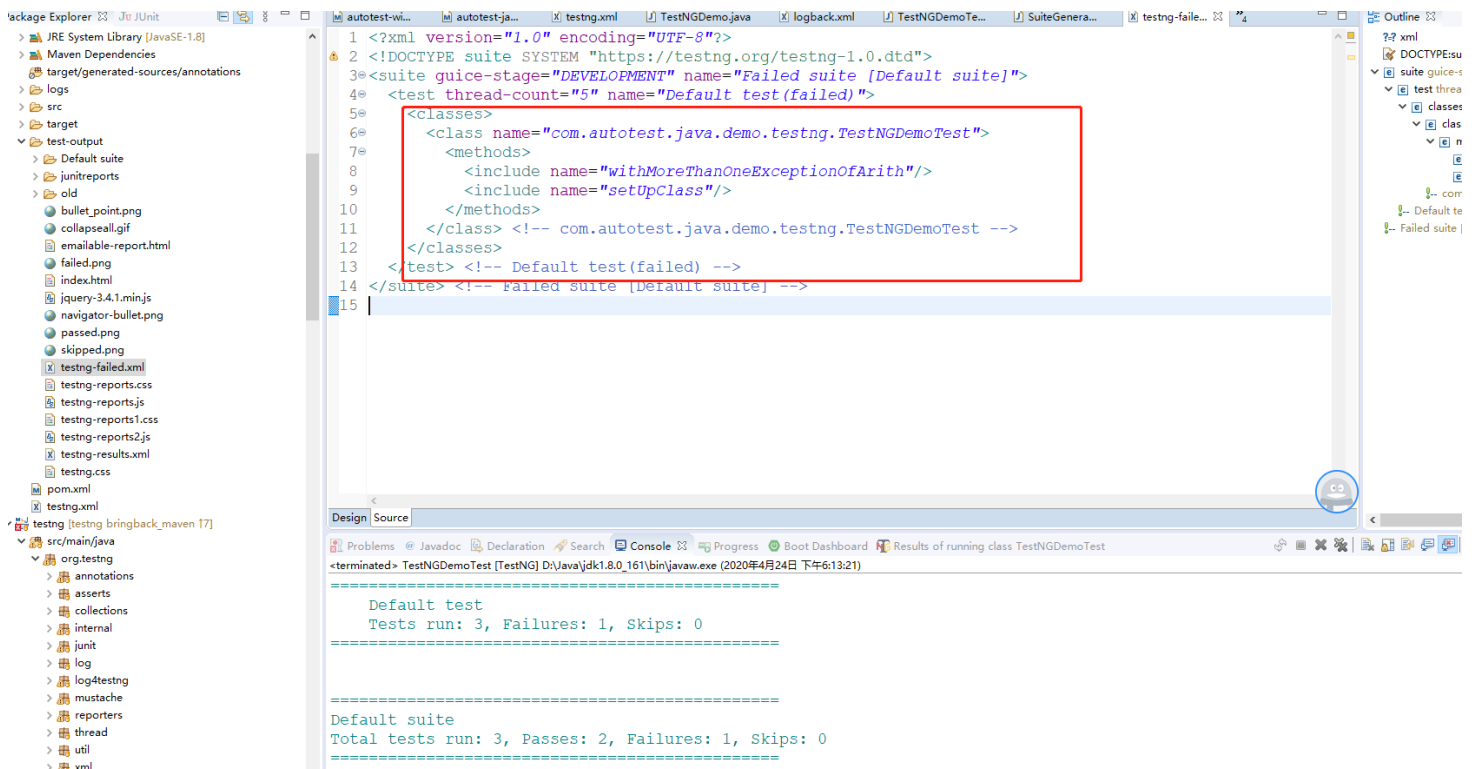 Package Explorer JUnit
JRE System Library [JavaSE-1.8]
Maven Dependencies
target/generated-sources/annotations
logs
src
target
test-output
Default suite
junitreports
old
bullet_point.png
collapseall.gif
emailable-report.html
failed.png
index.html
jquery-3.4.1.min.js
navigator-bullet.png
passed.png
skipped.png
testng-failed.xml
testng-reports.css
testng-reports.js
testng-reports1.css
testng-reports2.js
testng-results.xml
testng.css
pom.xml
testng.xml
testng [testng bringback_maven ↑7]
src/main/java
org.testng
annotations
asserts
collections
internal
junit
log
log4testng
mustache
reporters
thread
util
xml
autotest-wi... autotest-ja... testng.xml TestNGDemo.java logback.xml TestNGDemoTe... SuiteGenera... testng-faile... »4
1 <?xml version="1.0" encoding="UTF-8"?>
2 <!DOCTYPE suite SYSTEM "https://testng.org/testng-1.0.dtd">
3 <suite guice-stage="DEVELOPMENT" name="Failed suite [Default suite]">
4 <test thread-count="5" name="Default test(failed)">
5 <classes>
6 <class name="com.autotest.java.demo.testng.TestNGDemoTest">
7 <methods>
8 <include name="withMoreThanOneExceptionOfArith"/>
9 <include name="setUpClass"/>
10 </methods>
11 </class> <!-- com.autotest.java.demo.testng.TestNGDemoTest -->
12 </classes>
13 </test> <!-- Default test(failed) -->
14 </suite> <!-- Failed suite [Default suite] -->
15
Design Source
Outline
?-? xml
DOCTYPE:su
suite guice-s
test threa
classes
clas
m
e
e
!-- com
!-- Default te
!-- Failed suite [
Problems @ Javadoc Declaration Search Console Progress Boot Dashboard Results of running class TestNGDemoTest
<terminated> TestNGDemoTest [TestNG] D:\Java\jdk1.8.0_161\bin\javaw.exe (2020年4月24日 下午6:13:21)
===============================================
Default test
Tests run: 3, Failures: 1, Skips: 0
===============================================
===============================================
Default suite
Total tests run: 3, Passes: 2, Failures: 1, Skips: 0
===============================================